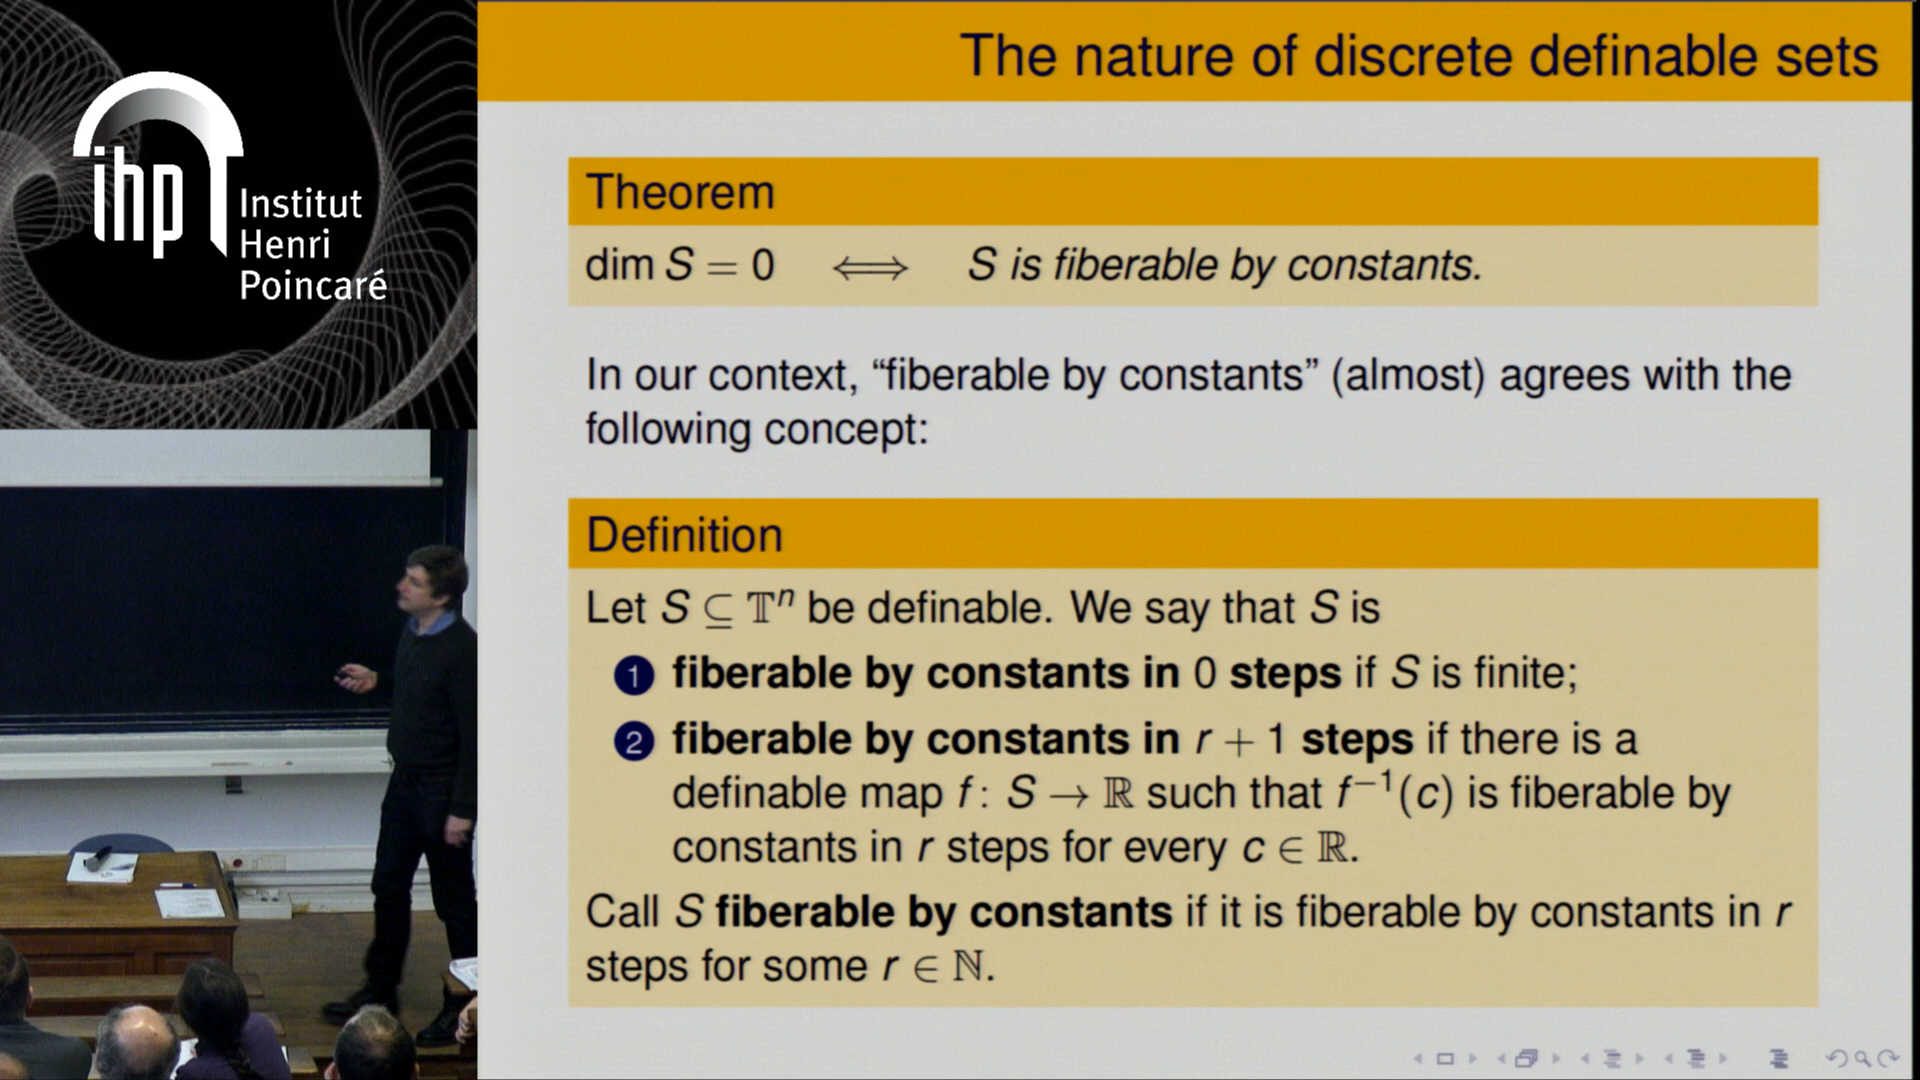 ihp
Institut
Henri
Poincaré
The nature of discrete definable sets
Theorem
dim S = 0 ⟺ S is fiberable by constants.
In our context, “fiberable by constants” (almost) agrees with the
following concept:
Definition
Let S ⊆ 𝕋ⁿ be definable. We say that S is
1 fiberable by constants in 0 steps if S is finite;
2 fiberable by constants in r + 1 steps if there is a
definable map f : S → ℝ such that f⁻¹(c) is fiberable by
constants in r steps for every c ∈ ℝ.
Call S fiberable by constants if it is fiberable by constants in r
steps for some r ∈ ℕ.